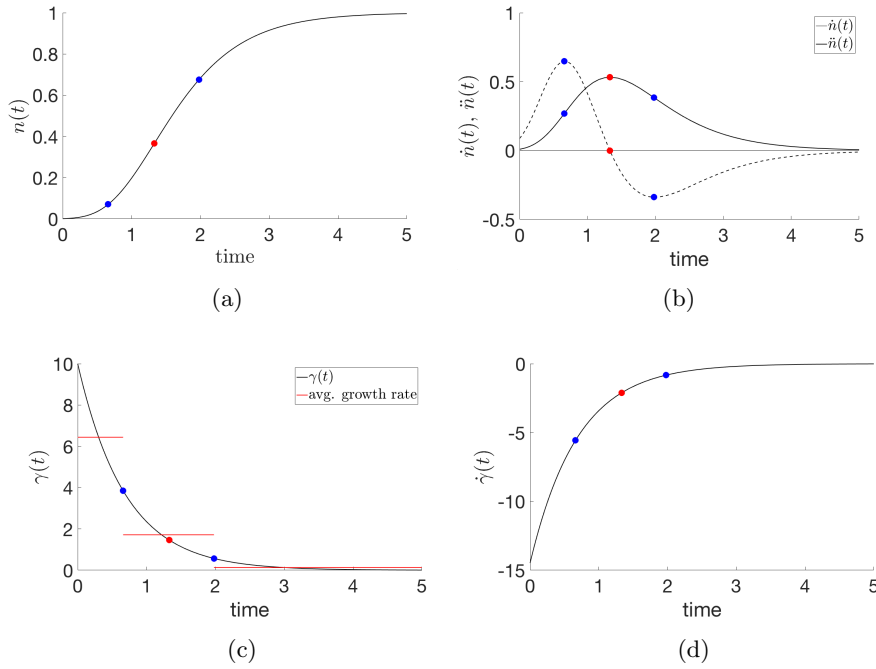 1
0.8
0.6
0.4
0.2
0
n(t)
0 1 2 3 4 5
time
(a)
1
0.5
0
-0.5
ṅ(t), n̈(t)
ṅ(t)
n̈(t)
0 1 2 3 4 5
time
(b)
10
8
6
4
2
0
γ(t)
γ(t)
avg. growth rate
0 1 2 3 4 5
time
(c)
0
-5
-10
-15
γ̇(t)
0 1 2 3 4 5
time
(d)